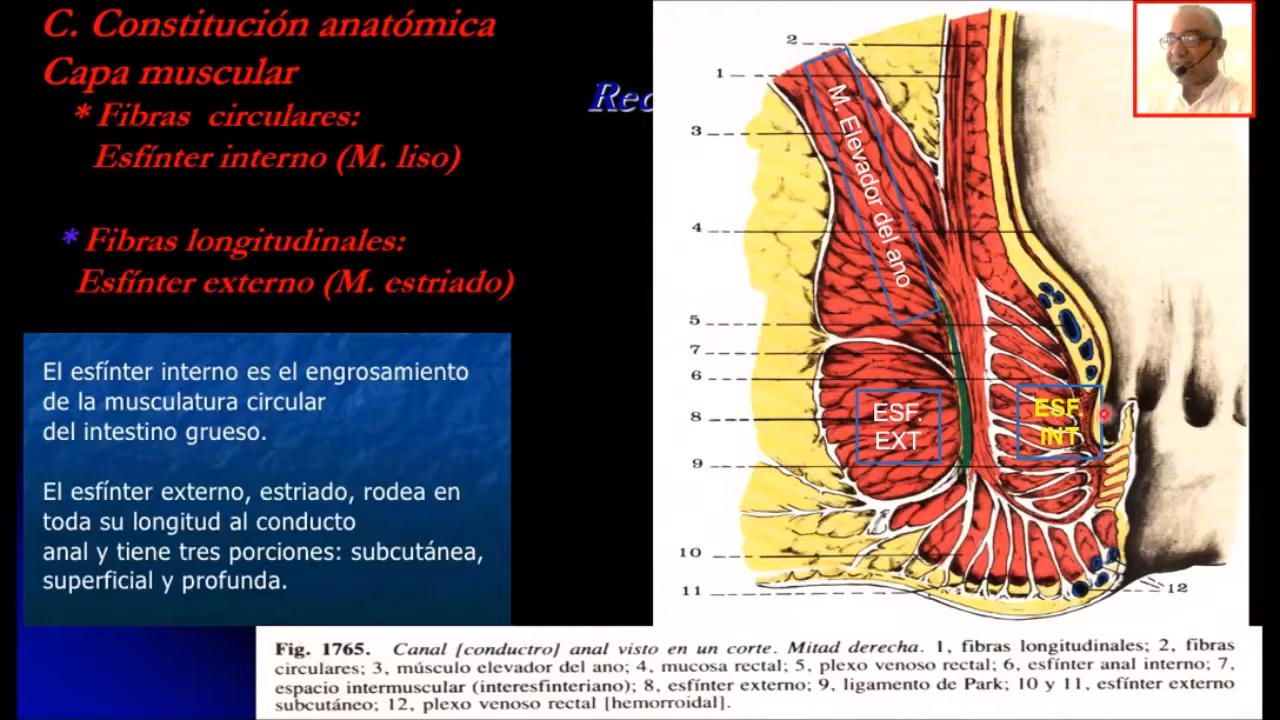 C. Constitución anatómica
Capa muscular
* Fibras circulares:
Esfínter interno (M. liso)
* Fibras longitudinales:
Esfínter externo (M. estriado)
El esfínter interno es el engrosamiento
de la musculatura circular
del intestino grueso.
El esfínter externo, estriado, rodea en
toda su longitud al conducto
anal y tiene tres porciones: subcutánea,
superficial y profunda.
Rec
2
1
3
4
5
7
6
8
9
10
11
12
M. Elevador del ano
ESF.
EXT
ESF.
INT
Fig. 1765. Canal [conductro] anal visto en un corte. Mitad derecha. 1, fibras longitudinales; 2, fibras
circulares; 3, músculo elevador del ano; 4, mucosa rectal; 5, plexo venoso rectal; 6, esfínter anal interno; 7,
espacio intermuscular (interesfinteriano); 8, esfínter externo; 9, ligamento de Park; 10 y 11, esfínter externo
subcutáneo; 12, plexo venoso rectal [hemorroidal].